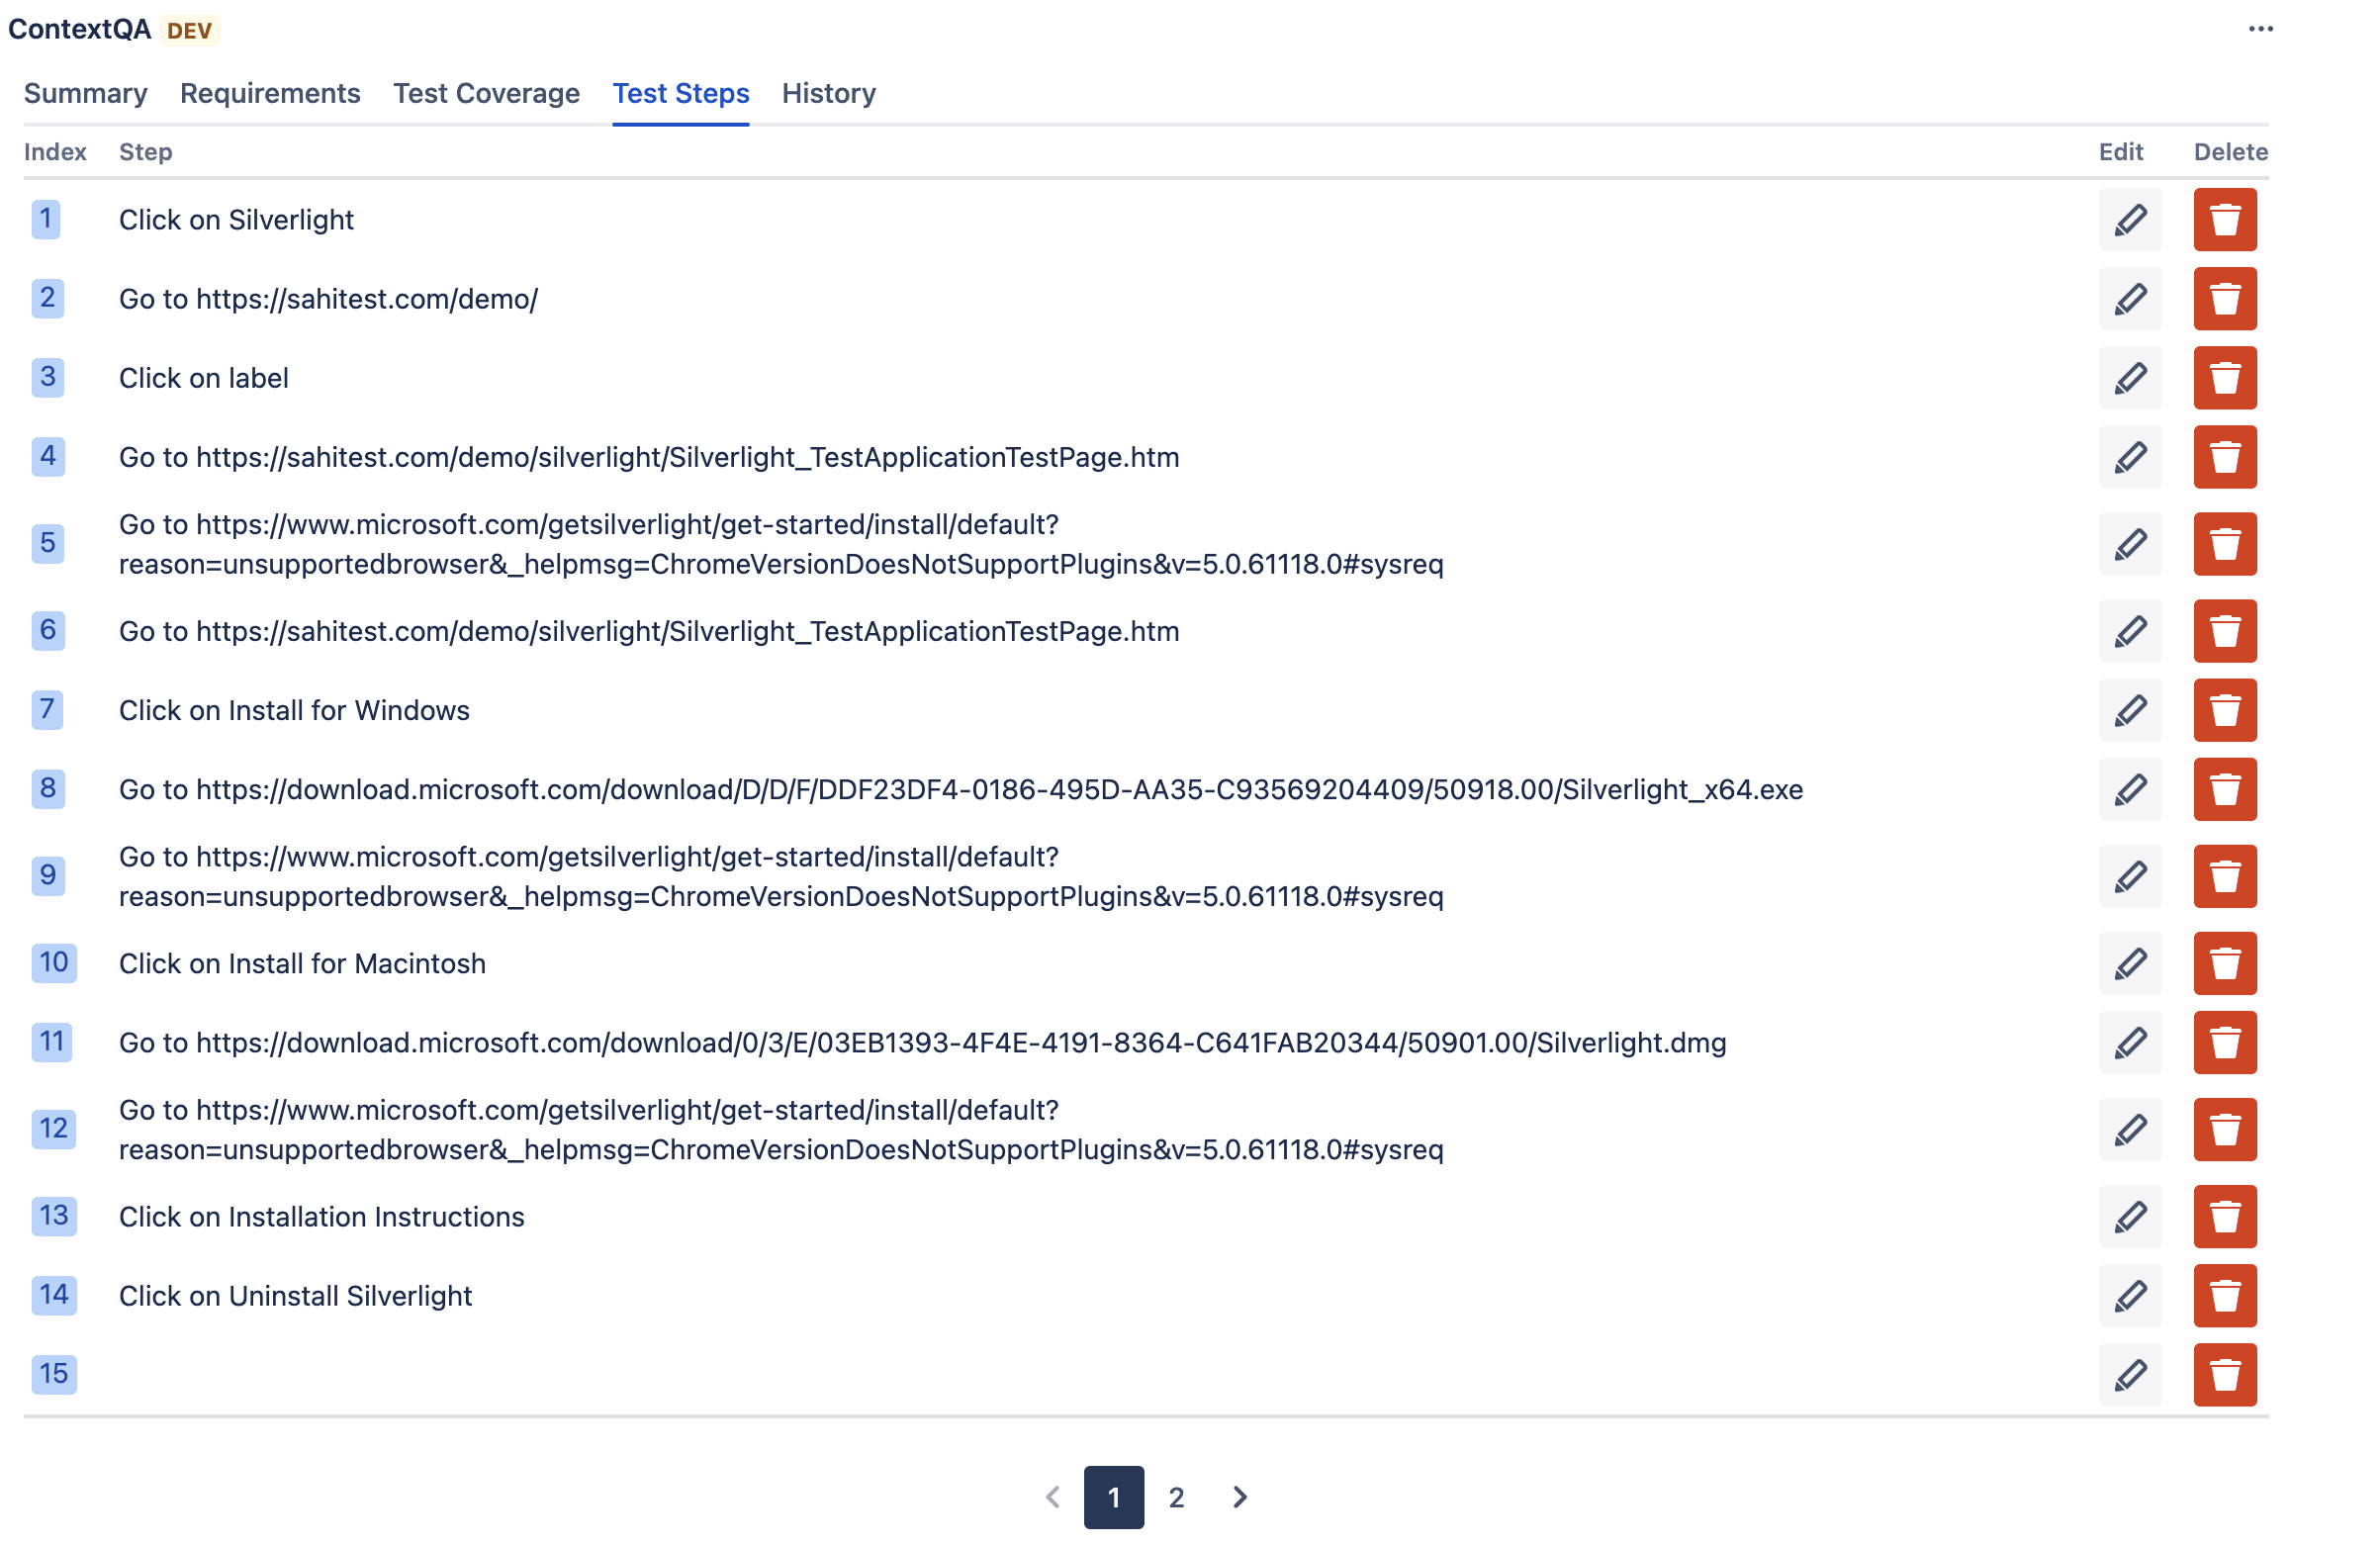 ContextQA DEV
Summary Requirements Test Coverage Test Steps History
Index Step Edit Delete
1 Click on Silverlight
2 Go to https://sahitest.com/demo/
3 Click on label
4 Go to https://sahitest.com/demo/silverlight/Silverlight_TestApplicationTestPage.htm
5 Go to https://www.microsoft.com/getsilverlight/get-started/install/default?
reason=unsupportedbrowser&_helpmsg=ChromeVersionDoesNotSupportPlugins&v=5.0.61118.0#sysreq
6 Go to https://sahitest.com/demo/silverlight/Silverlight_TestApplicationTestPage.htm
7 Click on Install for Windows
8 Go to https://download.microsoft.com/download/D/D/F/DDF23DF4-0186-495D-AA35-C93569204409/50918.00/Silverlight_x64.exe
9 Go to https://www.microsoft.com/getsilverlight/get-started/install/default?
reason=unsupportedbrowser&_helpmsg=ChromeVersionDoesNotSupportPlugins&v=5.0.61118.0#sysreq
10 Click on Install for Macintosh
11 Go to https://download.microsoft.com/download/0/3/E/03EB1393-4F4E-4191-8364-C641FAB20344/50901.00/Silverlight.dmg
12 Go to https://www.microsoft.com/getsilverlight/get-started/install/default?
reason=unsupportedbrowser&_helpmsg=ChromeVersionDoesNotSupportPlugins&v=5.0.61118.0#sysreq
13 Click on Installation Instructions
14 Click on Uninstall Silverlight
15
1 2